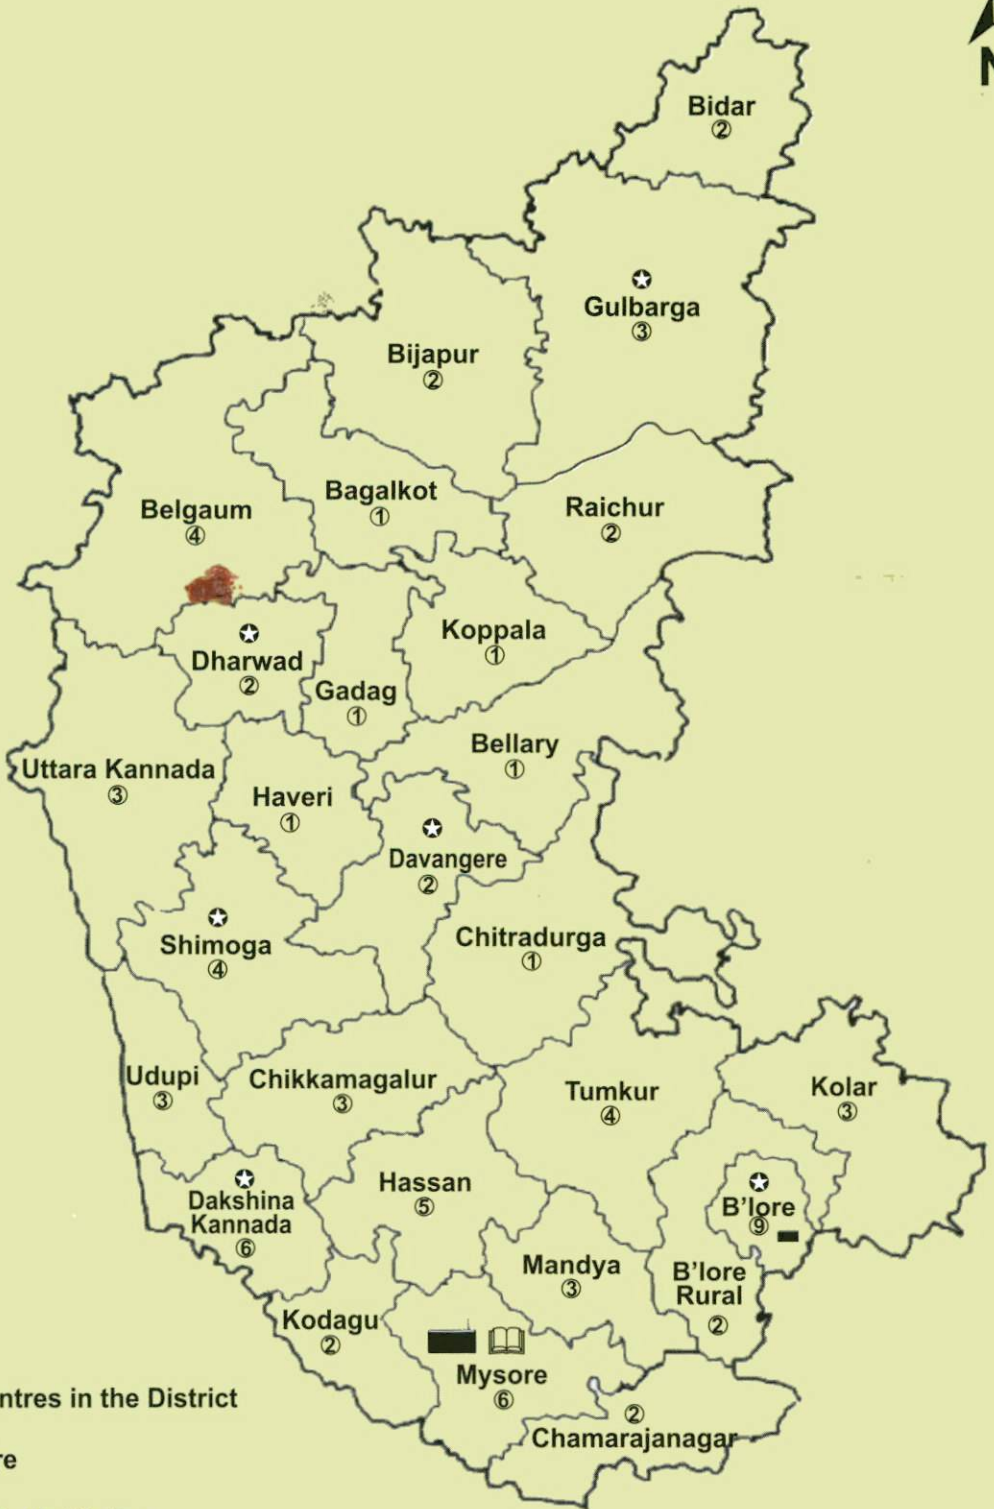 N
Bidar
②
Gulbarga
③
Bijapur
②
Bagalkot
①
Belgaum
④
Raichur
②
Koppala
①
Dharwad
②
Gadag
①
Bellary
①
Uttara Kannada
③
Haveri
①
Davangere
②
Shimoga
④
Chitradurga
①
Udupi
③
Chikkamagalur
③
Tumkur
④
Kolar
③
Hassan
⑤
Dakshina
Kannada
⑥
B'lore
⑨
Mandya
③
B'lore
Rural
②
Kodagu
②
Mysore
⑥
②
Chamarajanagar
ntres in the District
re